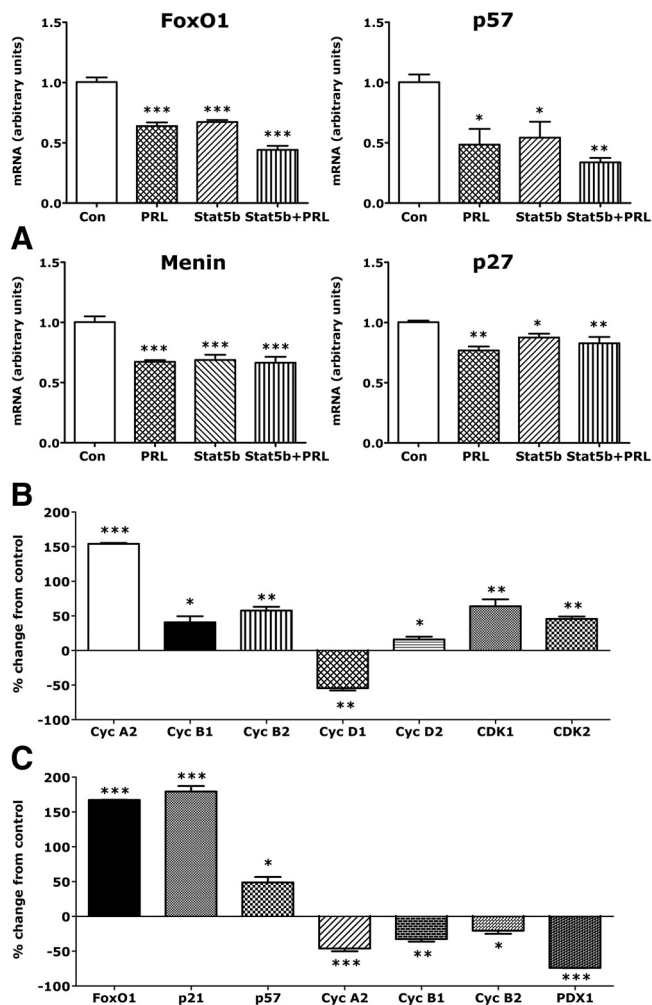 FoxO1
mRNA (arbitrary units)
1.5
1.0
0.5
0.0
***
***
***
Con PRL Stat5b Stat5b+PRL
p57
mRNA (arbitrary units)
1.5
1.0
0.5
0.0
*
*
**
Con PRL Stat5b Stat5b+PRL
A
Menin
mRNA (arbitrary units)
1.5
1.0
0.5
0.0
***
***
***
Con PRL Stat5b Stat5b+PRL
p27
mRNA (arbitrary units)
1.5
1.0
0.5
0.0
**
*
**
Con PRL Stat5b Stat5b+PRL
B
% change from control
200
150
100
50
0
-50
-100
***
*
**
**
*
**
**
Cyc A2 Cyc B1 Cyc B2 Cyc D1 Cyc D2 CDK1 CDK2
C
% change from control
200
150
100
50
0
-50
-100
***
***
*
***
**
*
***
FoxO1 p21 p57 Cyc A2 Cyc B1 Cyc B2 PDX1